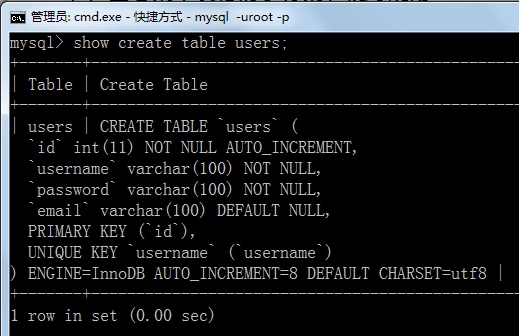 管理员: cmd.exe - 快捷方式 - mysql  -uroot -p
mysql> show create table users;
+-------+--------------------------------------------
| Table | Create Table
+-------+--------------------------------------------
| users | CREATE TABLE `users` (
  `id` int(11) NOT NULL AUTO_INCREMENT,
  `username` varchar(100) NOT NULL,
  `password` varchar(100) NOT NULL,
  `email` varchar(100) DEFAULT NULL,
  PRIMARY KEY (`id`),
  UNIQUE KEY `username` (`username`)
) ENGINE=InnoDB AUTO_INCREMENT=8 DEFAULT CHARSET=utf8 |
+-------+--------------------------------------------
1 row in set (0.00 sec)